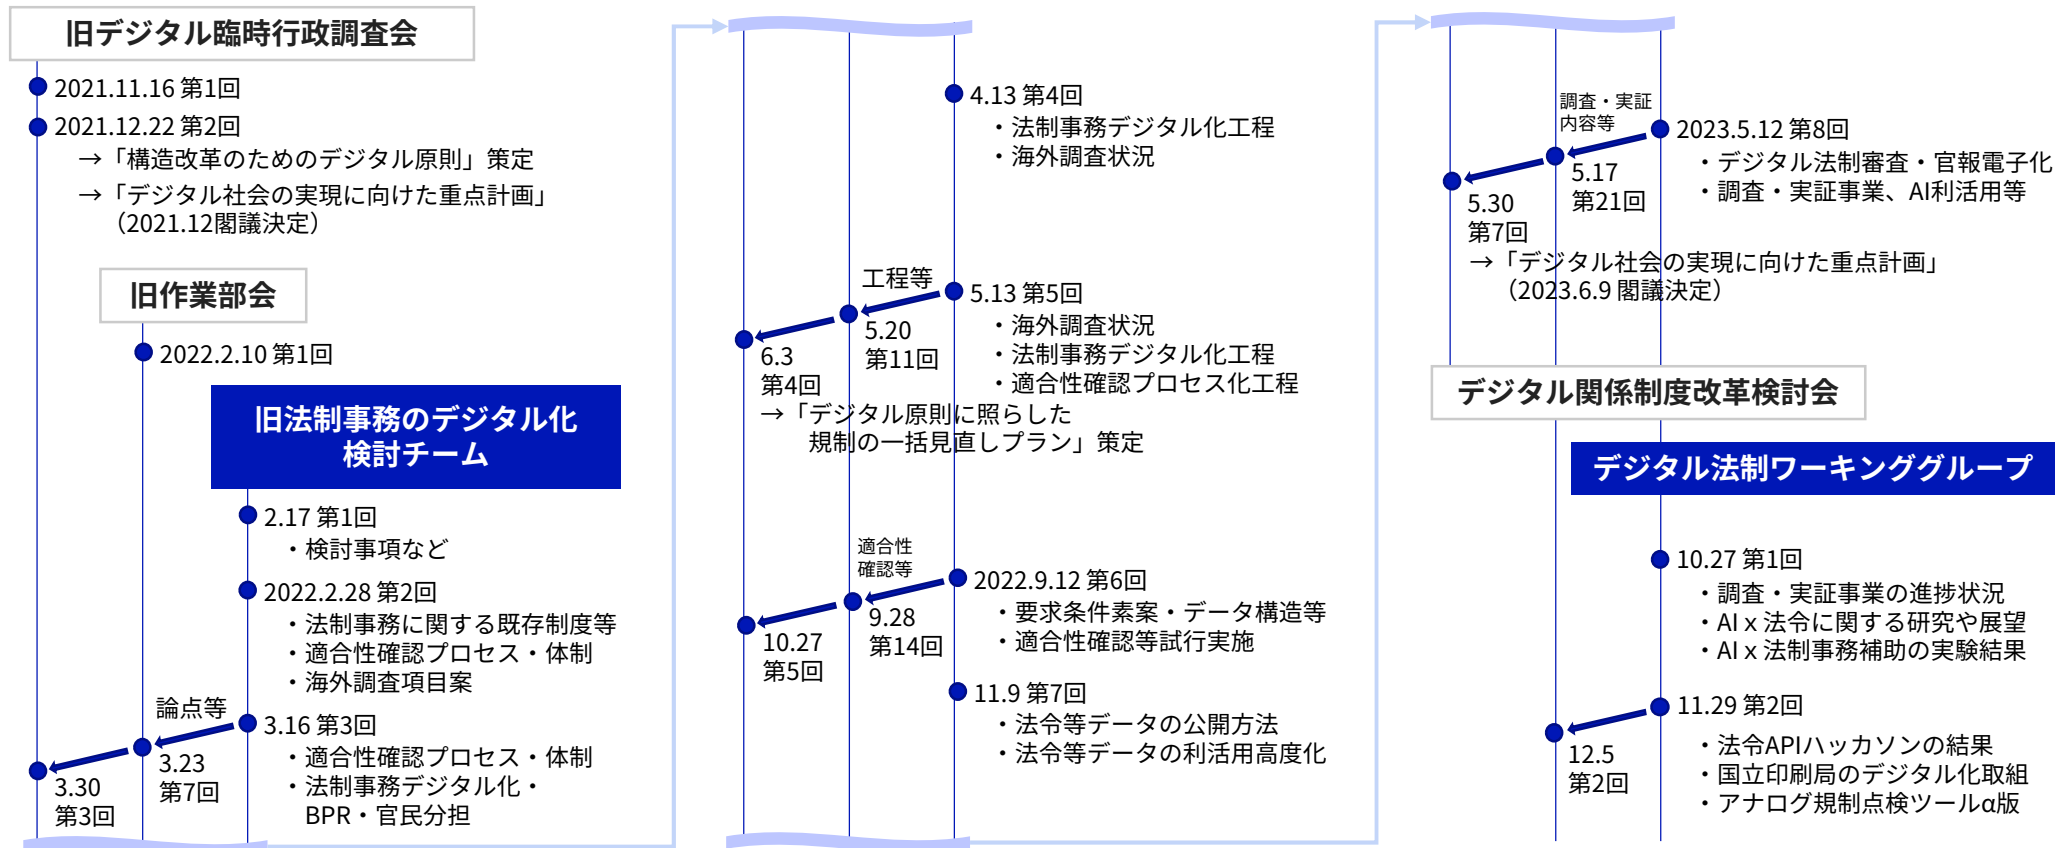 旧デジタル臨時行政調査会
2021.11.16 第1回
2021.12.22 第2回
→「構造改革のためのデジタル原則」策定
→「デジタル社会の実現に向けた重点計画」
（2021.12閣議決定）
旧作業部会
2022.2.10 第1回
旧法制事務のデジタル化
検討チーム
2.17 第1回
・検討事項など
2022.2.28 第2回
・法制事務に関する既存制度等
・適合性確認プロセス・体制
・海外調査項目案
論点等
3.16 第3回
・適合性確認プロセス・体制
・法制事務デジタル化・
BPR・官民分担
3.23
第7回
3.30
第3回
4.13 第4回
・法制事務デジタル化工程
・海外調査状況
工程等
5.13 第5回
・海外調査状況
・法制事務デジタル化工程
・適合性確認プロセス化工程
5.20
第11回
6.3
第4回
→「デジタル原則に照らした
規制の一括見直しプラン」策定
適合性
確認等
2022.9.12 第6回
・要求条件素案・データ構造等
・適合性確認等試行実施
9.28
第14回
10.27
第5回
11.9 第7回
・法令等データの公開方法
・法令等データの利活用高度化
調査・実証
内容等
2023.5.12 第8回
・デジタル法制審査・官報電子化
・調査・実証事業、AI利活用等
5.17
第21回
5.30
第7回
→「デジタル社会の実現に向けた重点計画」
（2023.6.9 閣議決定）
デジタル関係制度改革検討会
デジタル法制ワーキンググループ
10.27 第1回
・調査・実証事業の進捗状況
・AI x 法令に関する研究や展望
・AI x 法制事務補助の実験結果
11.29 第2回
・法令APIハッカソンの結果
・国立印刷局のデジタル化取組
・アナログ規制点検ツールα版
12.5
第2回